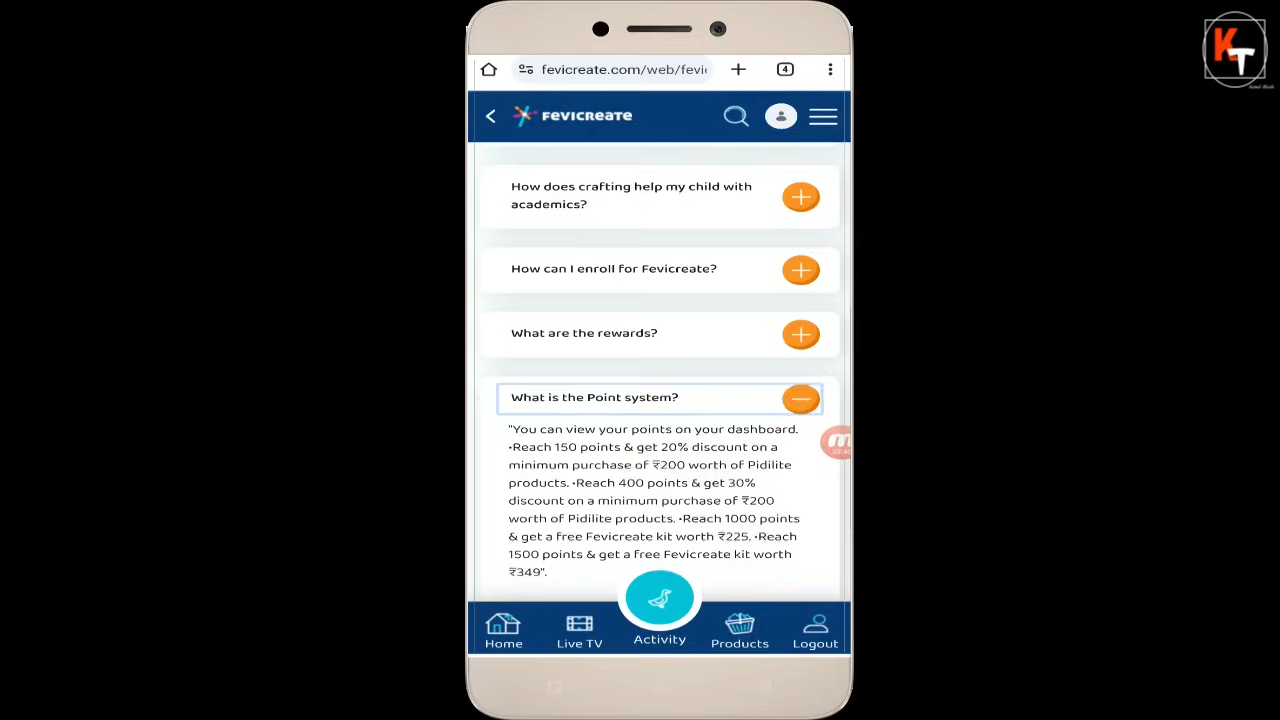 KT
fevicreate.com/web/fevi
4
FEVICREATE
How does crafting help my child with
academics?
How can I enroll for Fevicreate?
What are the rewards?
What is the Point system?
"You can view your points on your dashboard.
•Reach 150 points & get 20% discount on a
minimum purchase of ₹200 worth of Pidilite
products. •Reach 400 points & get 30%
discount on a minimum purchase of ₹200
worth of Pidilite products. •Reach 1000 points
& get a free Fevicreate kit worth ₹225. •Reach
1500 points & get a free Fevicreate kit worth
₹349".
Home
Live TV
Activity
Products
Logout